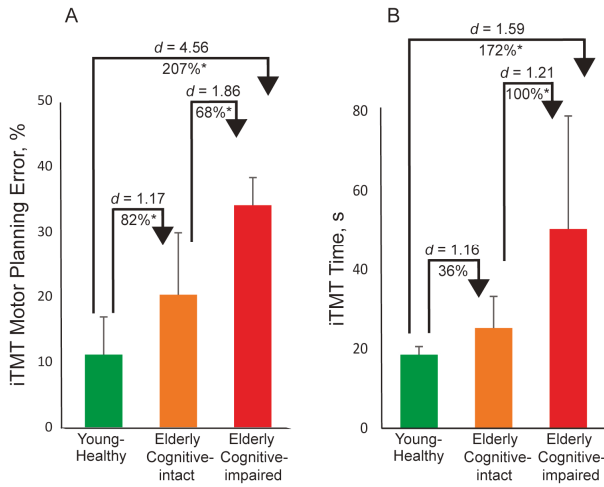 A
d = 4.56
207%*
d = 1.86
68%*
d = 1.17
82%*
iTMT Motor Planning Error, %
50
40
30
20
10
0
Young-
Healthy
Elderly
Cognitive-
intact
Elderly
Cognitive-
impaired
B
d = 1.59
172%*
d = 1.21
100%*
d = 1.16
36%
iTMT Time, s
80
60
40
20
0
Young-
Healthy
Elderly
Cognitive-
intact
Elderly
Cognitive-
impaired